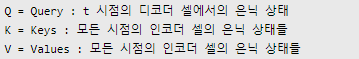 Q = Query : t 시점의 디코더 셀에서의 은닉 상태
K = Keys : 모든 시점의 인코더 셀의 은닉 상태들
V = Values : 모든 시점의 인코더 셀의 은닉 상태들